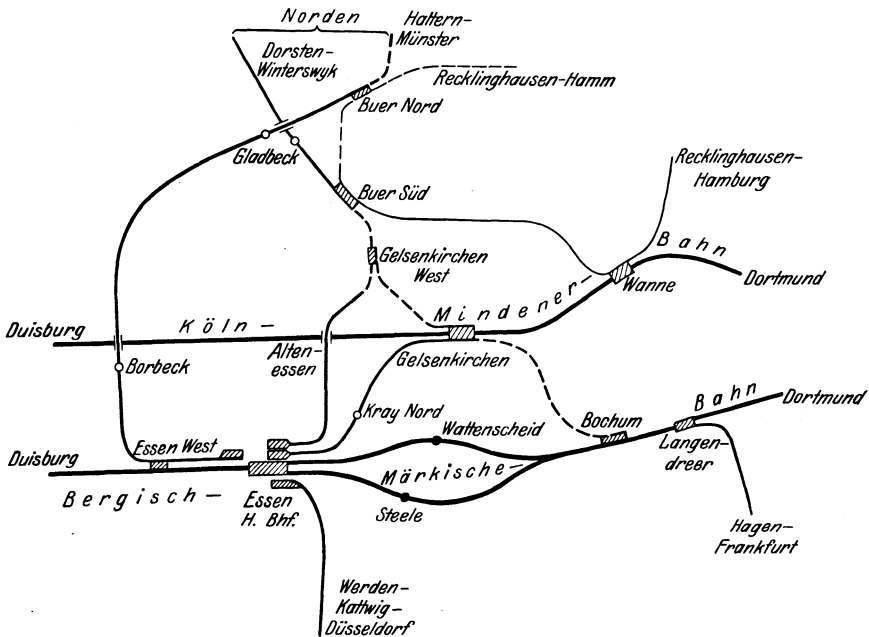 Norden
Hattern-
Münster
Dorsten-
Winterswyk
Recklinghausen-Hamm
Buer Nord
Gladbeck
Recklinghausen-
Hamburg
Buer Süd
Gelsenkirchen
West
Bahn
Wanne
Dortmund
Mindener-
Duisburg
Köln-
Alten-
essen
Gelsenkirchen
Borbeck
Kray Nord
Bahn
Dortmund
Wattenscheid
Bochum
Essen West
Langen-
dreer
Duisburg
Märkische-
Bergisch-
Essen
H. Bhf.
Steele
Hagen-
Frankfurt
Werden-
Kattwig-
Düsseldorf